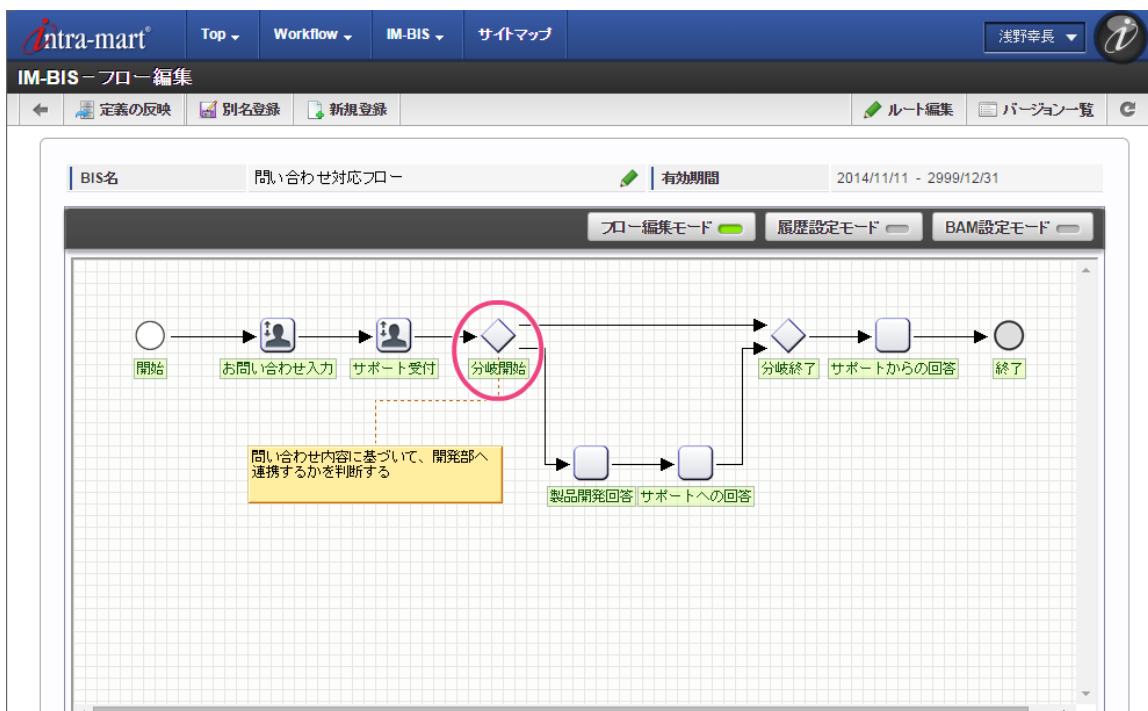 intra-mart® Top Workflow IM-BIS サイトマップ 浅野幸長
IM-BIS－フロー編集
定義の反映 別名登録 新規登録 ルート編集 バージョン一覧
BIS名 問い合わせ対応フロー 有効期間 2014/11/11 - 2999/12/31
フロー編集モード 履歴設定モード BAM設定モード
開始 お問い合わせ入力 サポート受付 分岐開始 分岐終了 サポートからの回答 終了
問い合わせ内容に基づいて、開発部へ
連携するかを判断する
製品開発回答 サポートへの回答